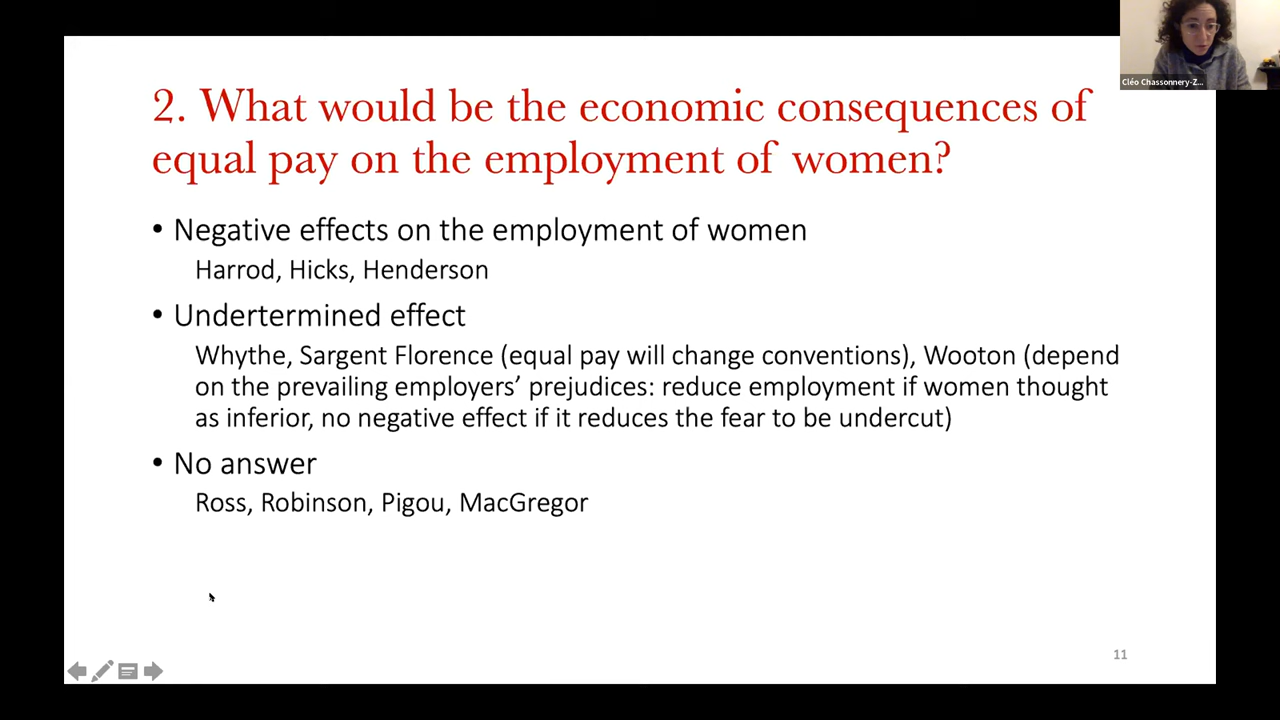 Cléo Chassonnery-Z...
2. What would be the economic consequences of
equal pay on the employment of women?
• Negative effects on the employment of women
Harrod, Hicks, Henderson
• Undertermined effect
Whythe, Sargent Florence (equal pay will change conventions), Wooton (depend
on the prevailing employers’ prejudices: reduce employment if women thought
as inferior, no negative effect if it reduces the fear to be undercut)
• No answer
Ross, Robinson, Pigou, MacGregor
11